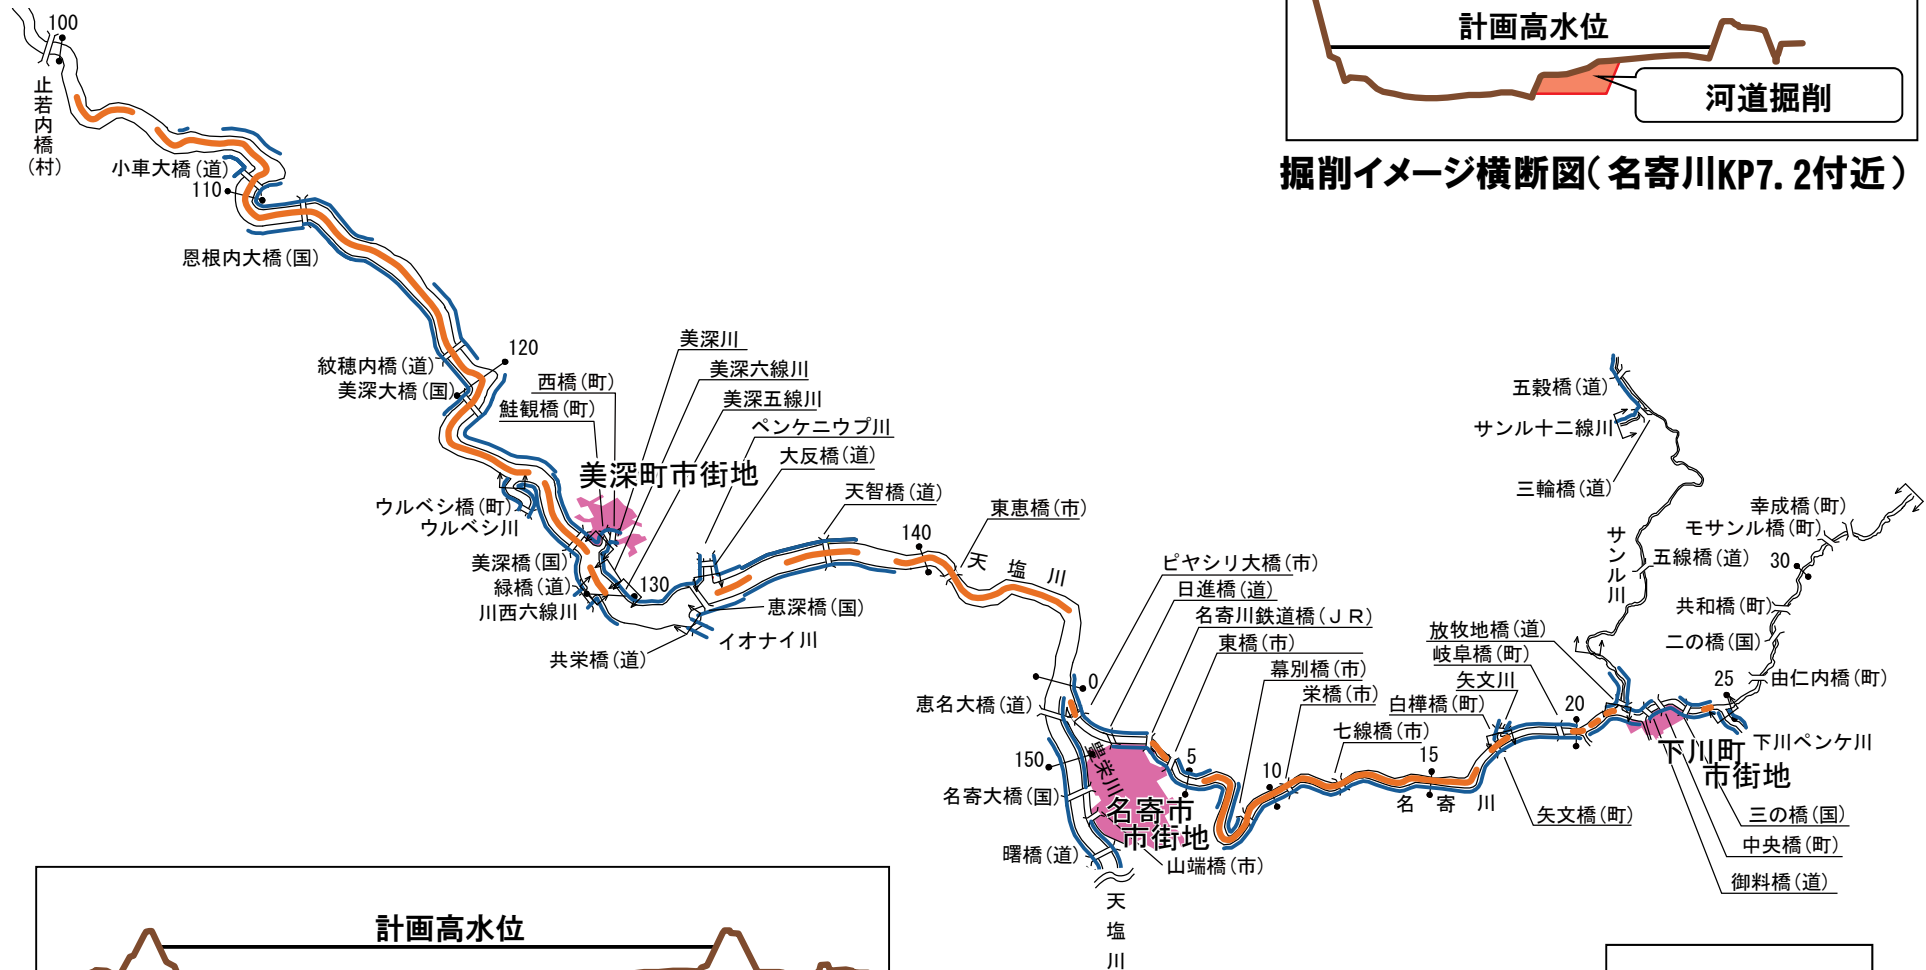 100
止若内橋(村)
計画高水位
河道掘削
掘削イメージ横断図(名寄川KP7.2付近)
小車大橋(道)
110
恩根内大橋(国)
紋穂内橋(道)
美深大橋(国)
120
西橋(町)
鮭観橋(町)
美深川
美深六線川
美深五線川
ペンケニウプ川
大反橋(道)
天智橋(道)
東恵橋(市)
美深町市街地
ウルベシ橋(町)
ウルベシ川
美深橋(国)
緑橋(道)
川西六線川
130
140
天塩川
恵深橋(国)
イオナイ川
共栄橋(道)
ピヤシリ大橋(市)
日進橋(道)
名寄川鉄道橋(JR)
東橋(市)
幕別橋(市)
栄橋(市)
七線橋(市)
白樺橋(町)
矢文川
岐阜橋(町)
放牧地橋(道)
五穀橋(道)
サンル十二線川
三輪橋(道)
サンル川
幸成橋(町)
モサンル橋(町)
五線橋(道)
30
共和橋(町)
二の橋(国)
由仁内橋(町)
25
20
15
10
5
0
恵名大橋(道)
150
名寄大橋(国)
曙橋(道)
豊栄川
名寄市
市街地
山端橋(市)
天塩川
名寄川
矢文橋(町)
下川町
市街地
下川ペンケ川
三の橋(国)
中央橋(町)
御料橋(道)
計画高水位